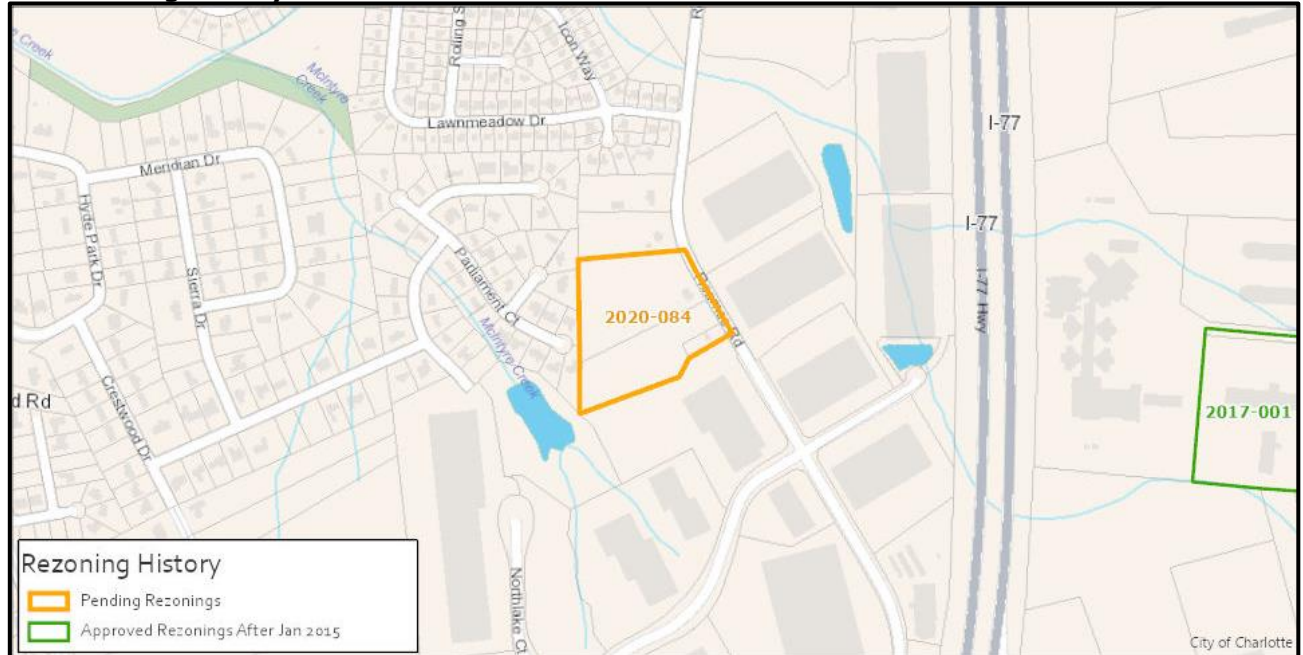 e Creek
McIntyre
Creek
Rolling S
Icon Way
R
Lawnmeadow Dr
I-77
Meridian Dr
Hyde Park Dr
Sierra Dr
Parliament Ct
McIntyre Creek
2020-084
Rd
I-77
I-77 Hwy
2017-001
d Rd
Crestwood Dr
Northlake Ct
Rezoning History
Pending Rezonings
Approved Rezonings After Jan 2015
City of Charlotte